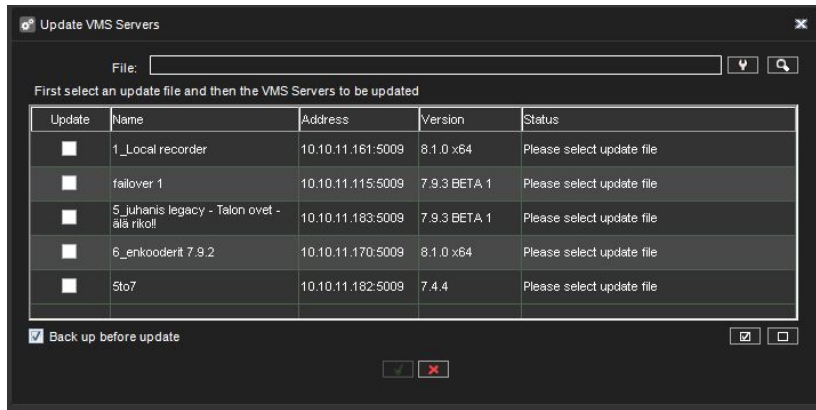 Update VMS Servers
File:
First select an update file and then the VMS Servers to be updated
Update Name Address Version Status
1_Local recorder 10.10.11.161:5009 8.1.0 x64 Please select update file
failover 1 10.10.11.115:5009 7.9.3 BETA 1 Please select update file
5_juhanis legacy - Talon ovet -
älä riko!! 10.10.11.183:5009 7.9.3 BETA 1 Please select update file
6_enkooderit 7.9.2 10.10.11.170:5009 8.1.0 x64 Please select update file
5to7 10.10.11.182:5009 7.4.4 Please select update file
Back up before update